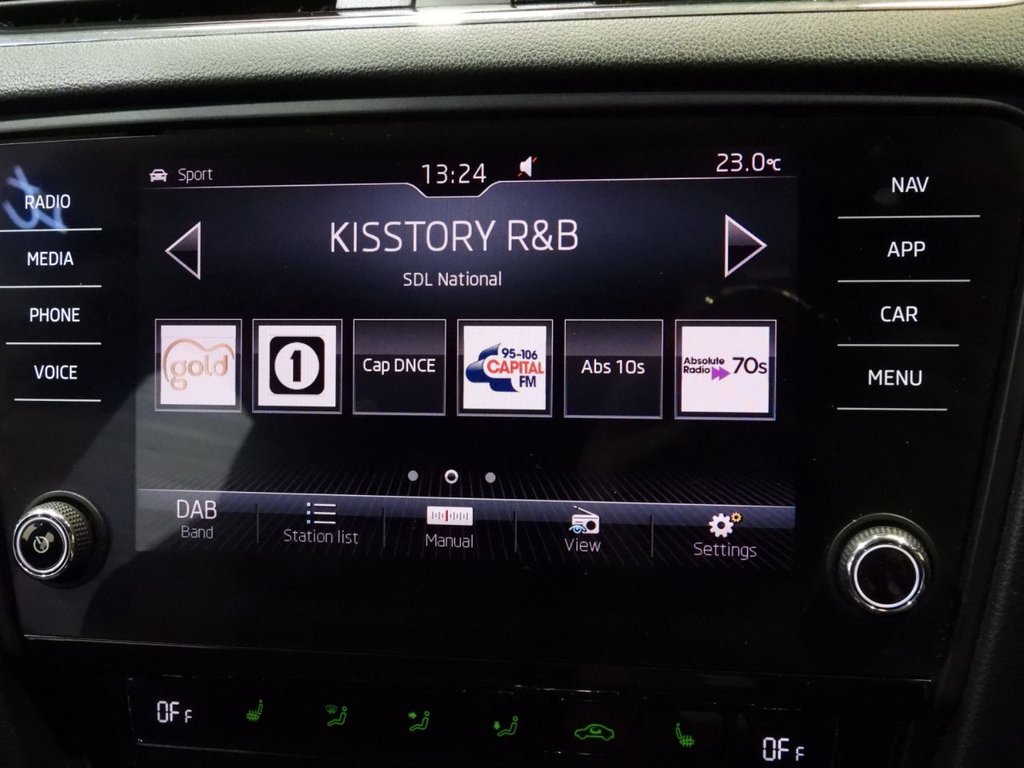 Sport
13:24
23.0°C
RADIO
MEDIA
PHONE
VOICE
KISSTORY R&B
SDL National
gold
1
Cap DNCE
95-106
CAPITAL
FM
Abs 10s
Absolute
Radio 70s
DAB
Band
Station list
Manual
View
Settings
NAV
APP
CAR
MENU
OFF
OFF